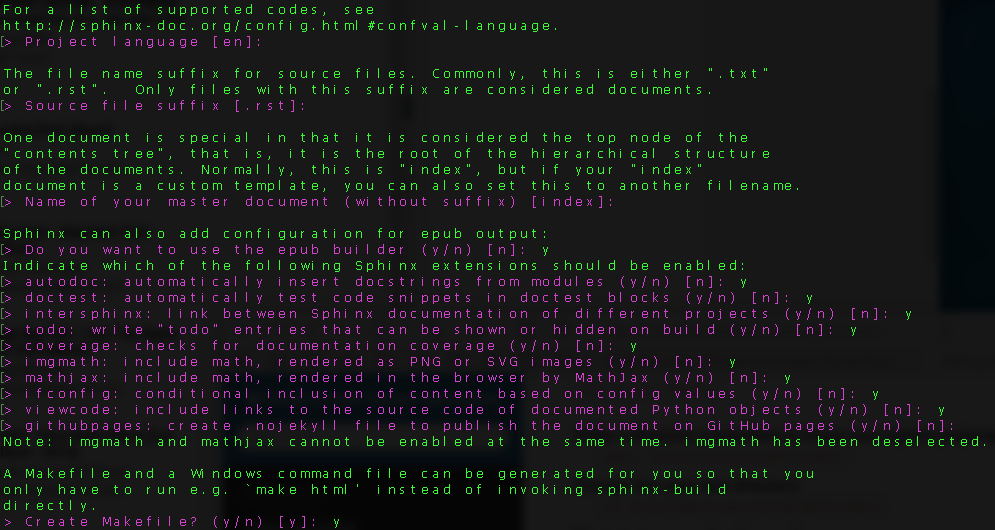 For a list of supported codes, see
http://sphinx-doc.org/config.html#confval-language.
> Project language [en]:
The file name suffix for source files. Commonly, this is either ".txt"
or ".rst".  Only files with this suffix are considered documents.
> Source file suffix [.rst]:
One document is special in that it is considered the top node of the
"contents tree", that is, it is the root of the hierarchical structure
of the documents. Normally, this is "index", but if your "index"
document is a custom template, you can also set this to another filename.
> Name of your master document (without suffix) [index]:
Sphinx can also add configuration for epub output:
> Do you want to use the epub builder (y/n) [n]: y
Indicate which of the following Sphinx extensions should be enabled:
> autodoc: automatically insert docstrings from modules (y/n) [n]: y
> doctest: automatically test code snippets in doctest blocks (y/n) [n]: y
> intersphinx: link between Sphinx documentation of different projects (y/n) [n]: y
> todo: write "todo" entries that can be shown or hidden on build (y/n) [n]: y
> coverage: checks for documentation coverage (y/n) [n]: y
> imgmath: include math, rendered as PNG or SVG images (y/n) [n]: y
> mathjax: include math, rendered in the browser by MathJax (y/n) [n]: y
> ifconfig: conditional inclusion of content based on config values (y/n) [n]: y
> viewcode: include links to the source code of documented Python objects (y/n) [n]: y
> githubpages: create .nojekyll file to publish the document on GitHub pages (y/n) [n]:
Note: imgmath and mathjax cannot be enabled at the same time. imgmath has been deselected.
A Makefile and a Windows command file can be generated for you so that you
only have to run e.g. `make html' instead of invoking sphinx-build
directly.
> Create Makefile? (y/n) [y]: y